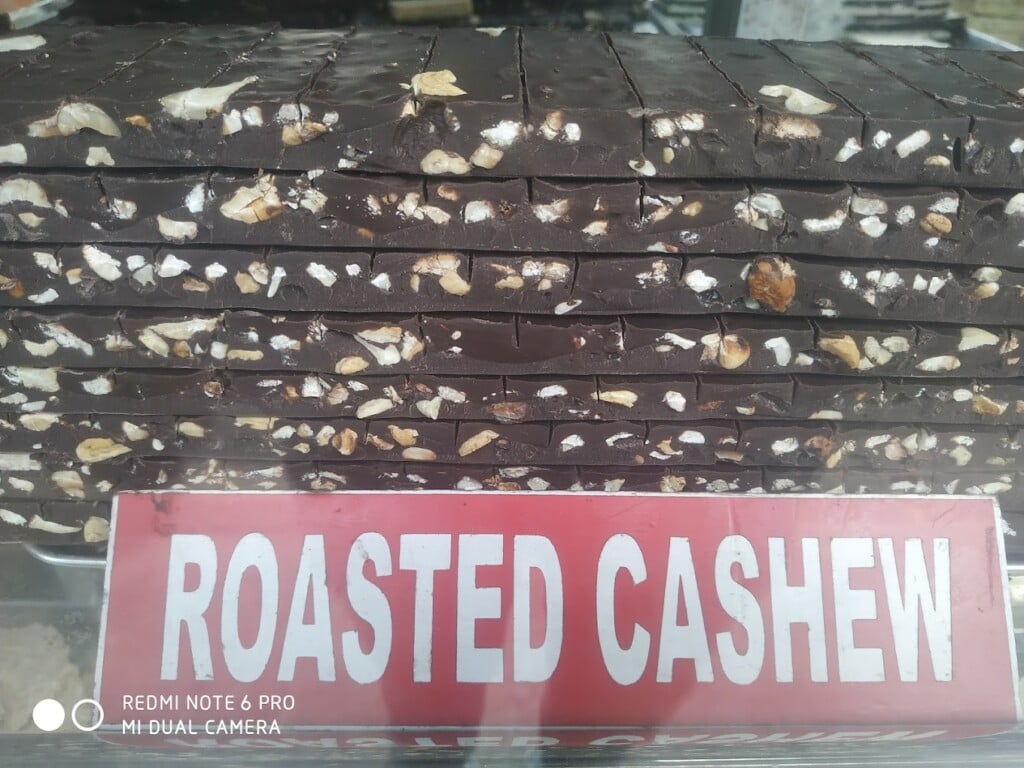 ROASTED CASHEW
REDMI NOTE 6 PRO
MI DUAL CAMERA